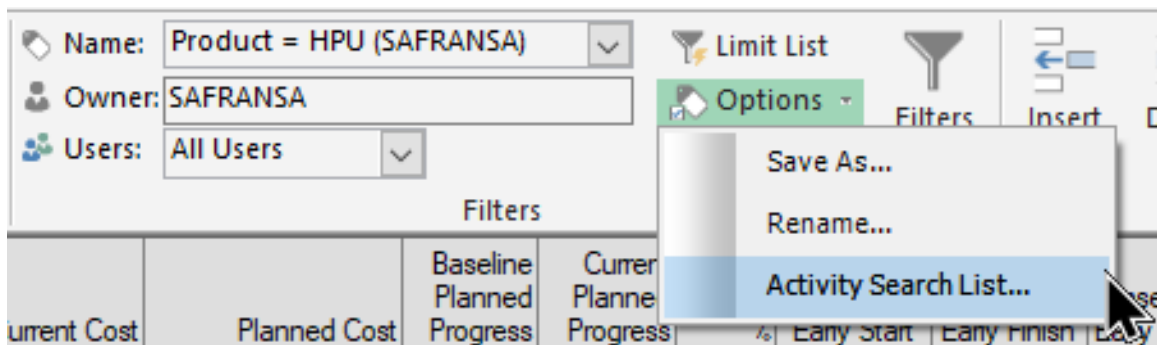 Name: Product = HPU (SAFRANSA)
Limit List
Owner: SAFRANSA
Options
Filters
Insert
Users: All Users
Save As...
Filters
Rename...
Activity Search List...
Baseline Planned Progress
Planned Cost
Progress
Early Start
Early Finish